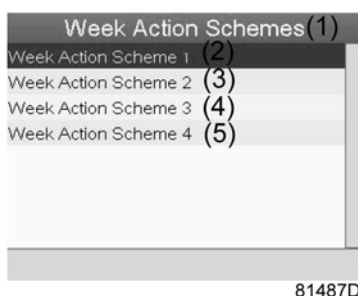 Week Action Schemes(1)
Week Action Scheme 1 (2)
Week Action Scheme 2 (3)
Week Action Scheme 3 (4)
Week Action Scheme 4 (5)
81487D